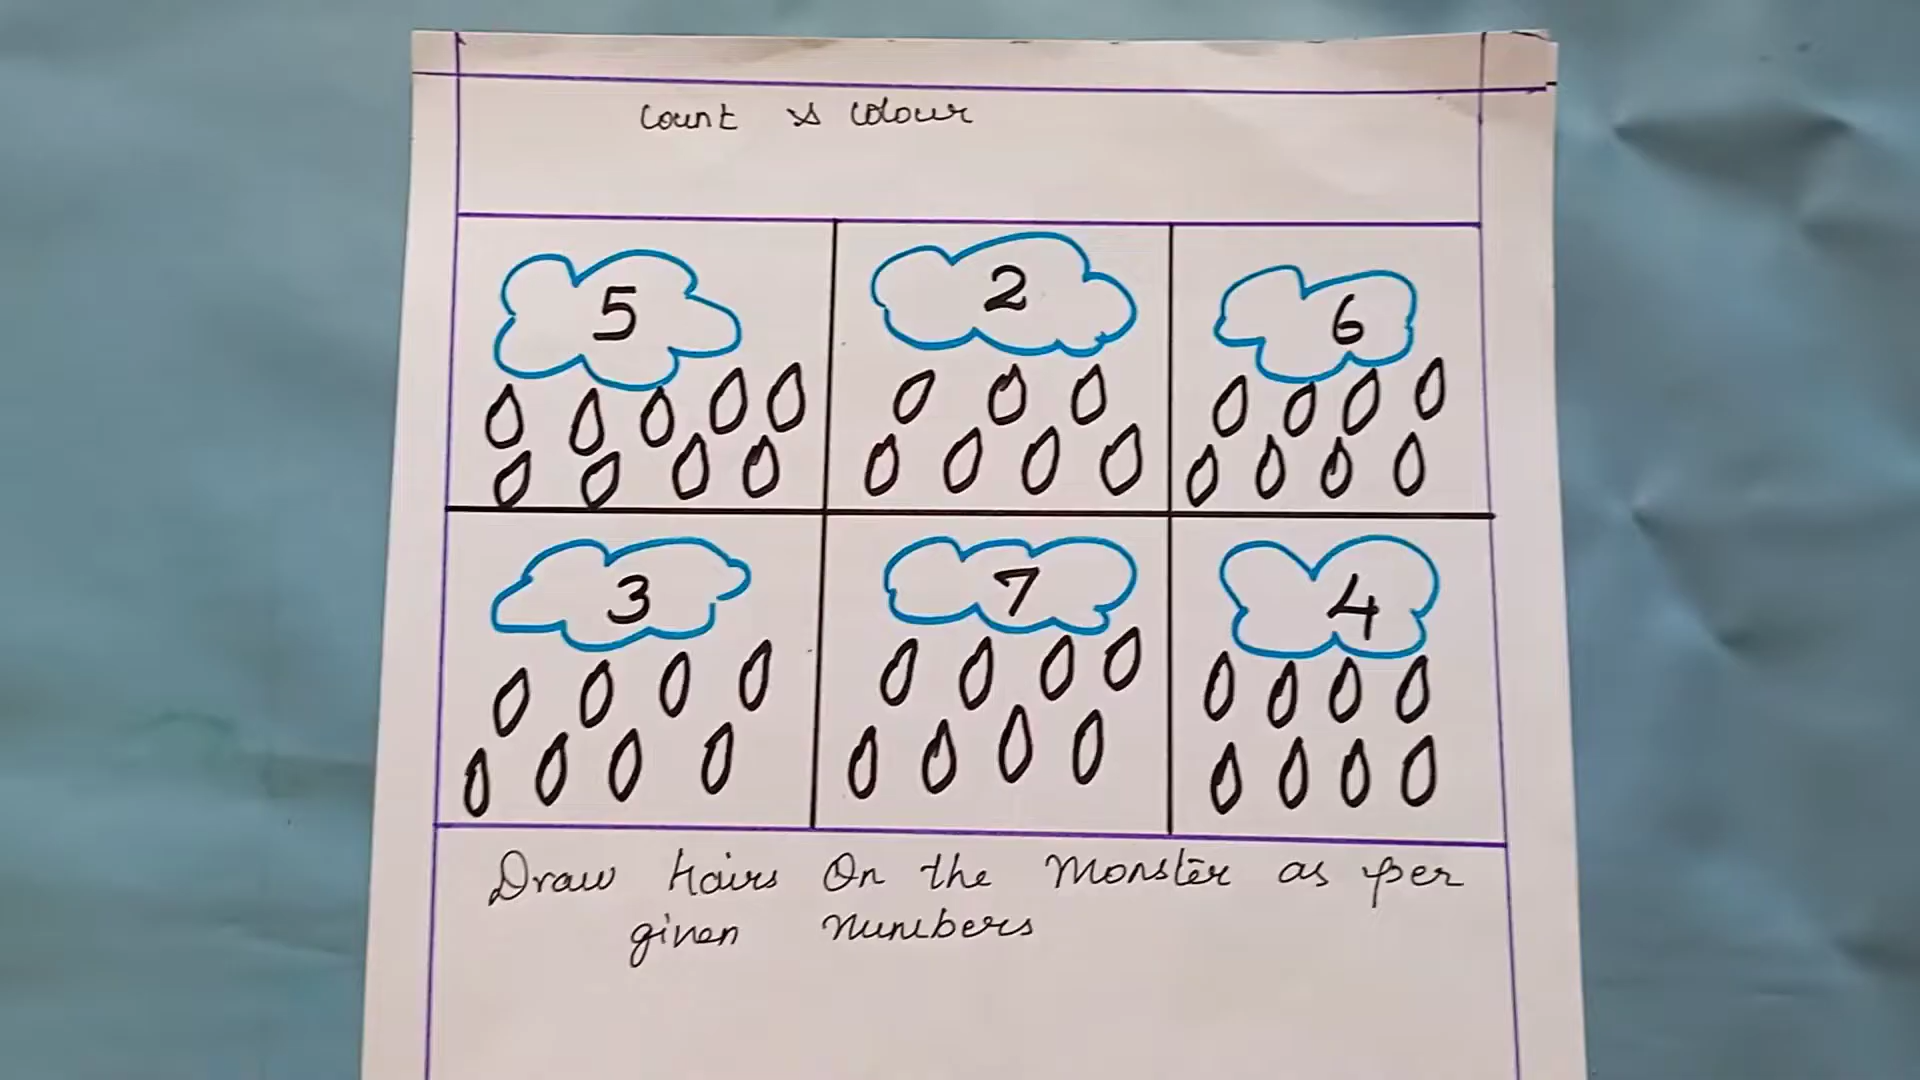 Count & Colour
5 2 6
3 7 4
Draw hairs On the Monster as per
given numbers